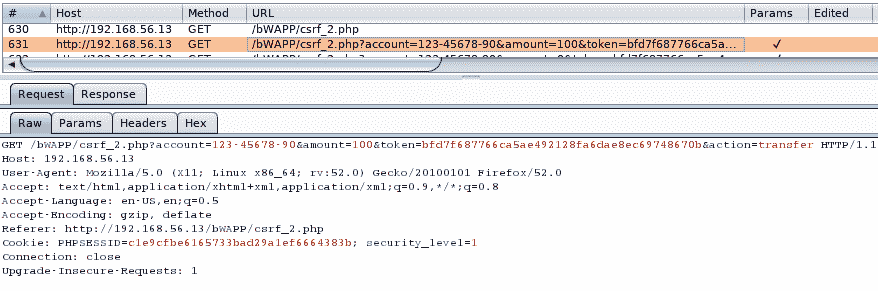 # Host Method URL Params Edited
630 http://192.168.56.13 GET /bWAPP/csrf_2.php
631 http://192.168.56.13 GET /bWAPP/csrf_2.php?account=123-45678-90&amount=100&token=bfd7f687766ca5a... ✓
Request Response
Raw Params Headers Hex
GET /bWAPP/csrf_2.php?account=123-45678-90&amount=100&token=bfd7f687766ca5ae492128fa6dae8ec69748670b&action=transfer HTTP/1.1
Host: 192.168.56.13
User-Agent: Mozilla/5.0 (X11; Linux x86_64; rv:52.0) Gecko/20100101 Firefox/52.0
Accept: text/html,application/xhtml+xml,application/xml;q=0.9,*/*;q=0.8
Accept-Language: en-US,en;q=0.5
Accept-Encoding: gzip, deflate
Referer: http://192.168.56.13/bWAPP/csrf_2.php
Cookie: PHPSESSID=c1e9cfbe6165733bad29a1ef6664383b; security_level=1
Connection: close
Upgrade-Insecure-Requests: 1